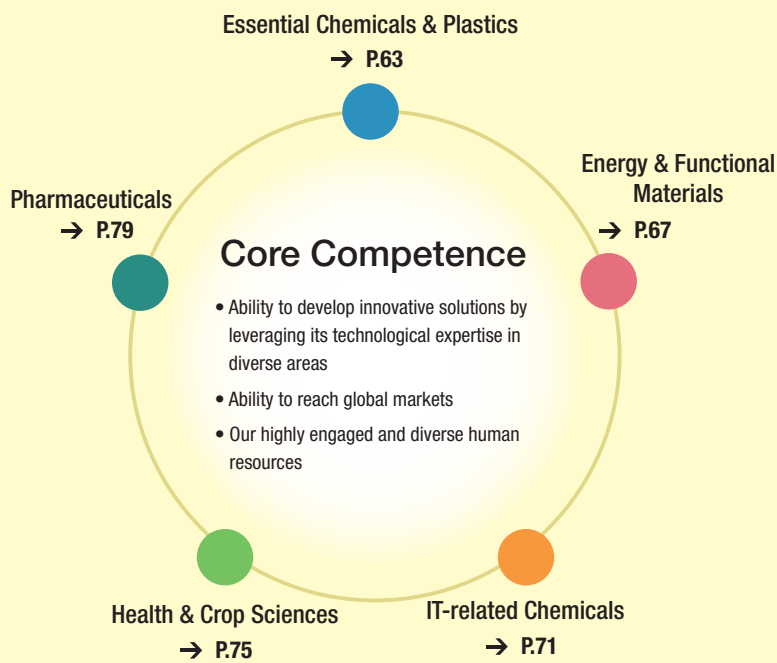 Essential Chemicals & Plastics
→ P.63
Energy & Functional
Materials
→ P.67
Pharmaceuticals
→ P.79
Core Competence
• Ability to develop innovative solutions by
leveraging its technological expertise in
diverse areas
• Ability to reach global markets
• Our highly engaged and diverse human
resources
Health & Crop Sciences
→ P.75
IT-related Chemicals
→ P.71